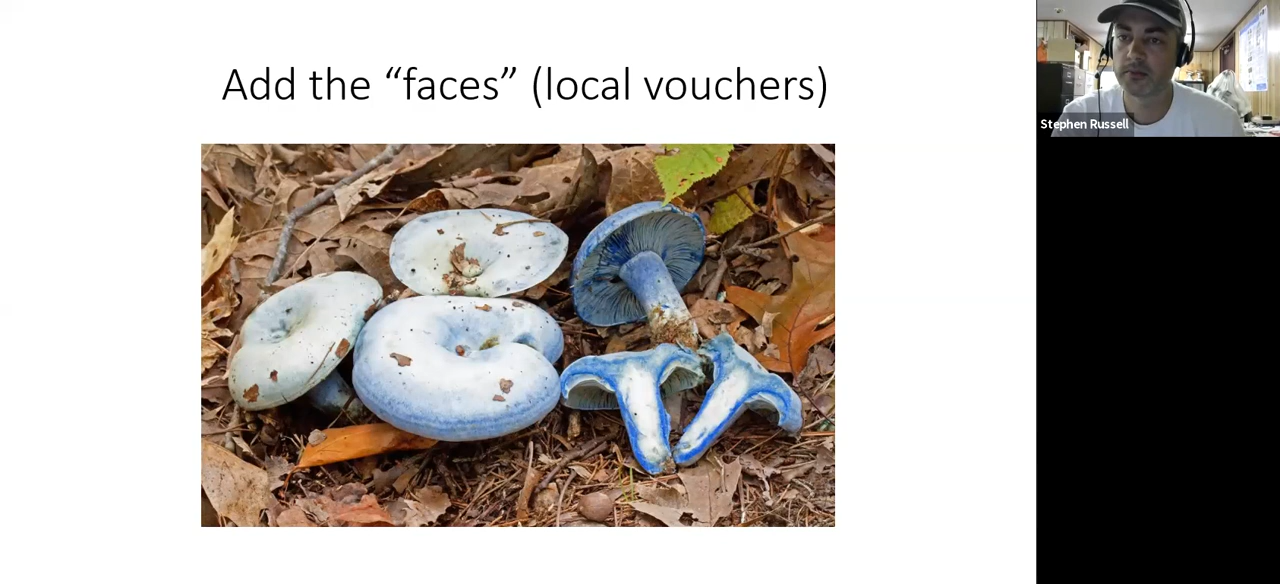 Add the “faces” (local vouchers)
Stephen Russell